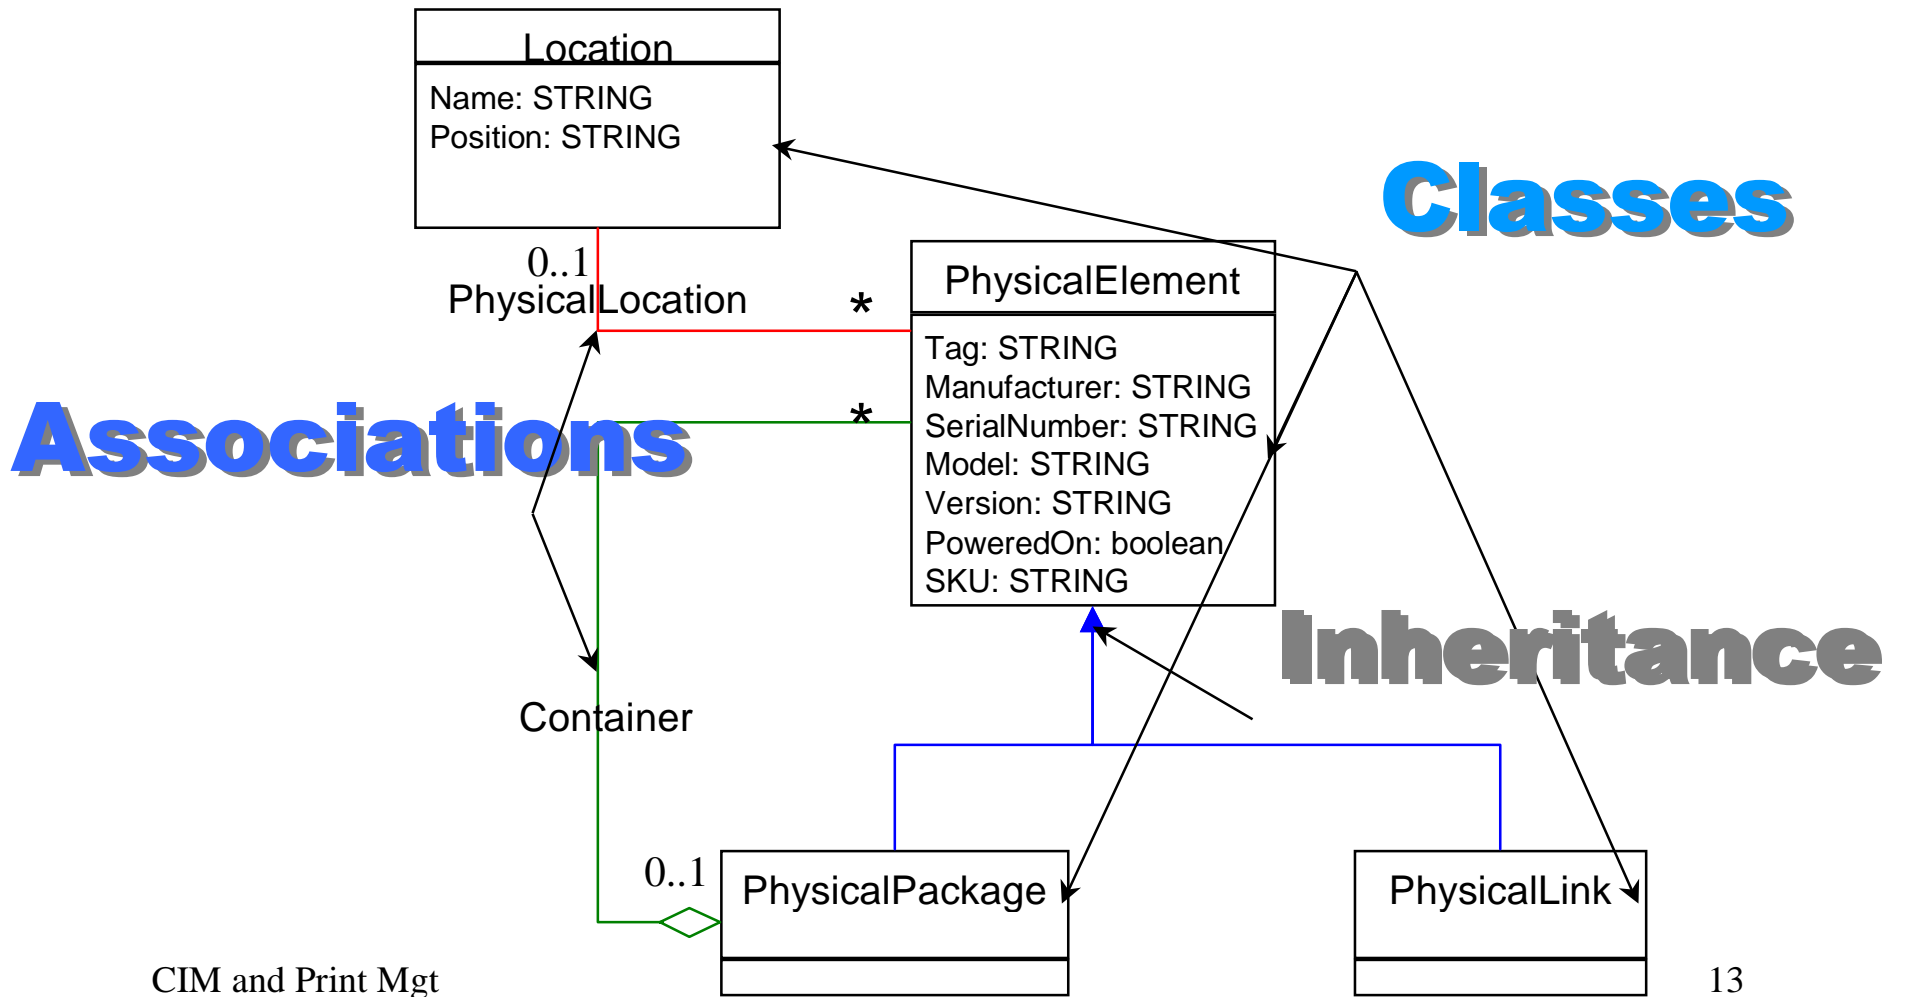 Location
Name: STRING
Position: STRING
Classes
0..1
PhysicalLocation
*
PhysicalElement
Tag: STRING
Manufacturer: STRING
SerialNumber: STRING
Model: STRING
Version: STRING
PoweredOn: boolean
SKU: STRING
Associations
*
Inheritance
Container
0..1
PhysicalPackage
PhysicalLink
CIM and Print Mgt
13